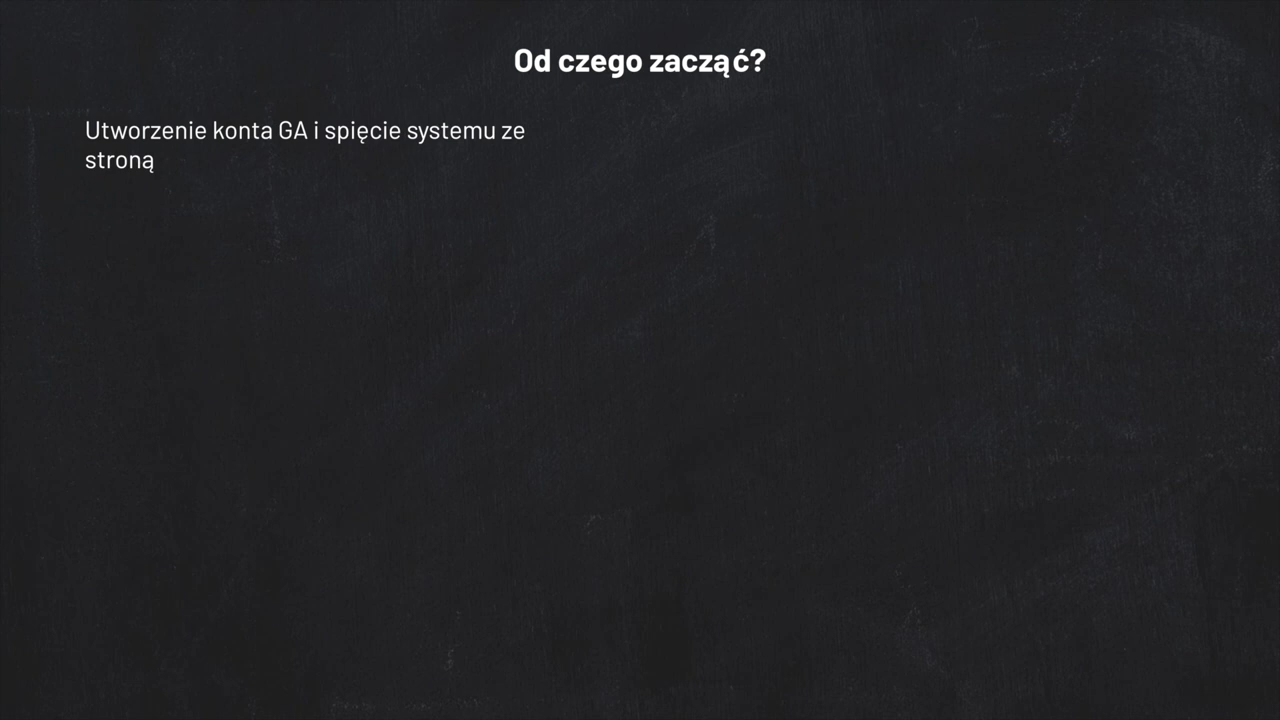 Od czego zacząć?
Utworzenie konta GA i spięcie systemu ze
stroną